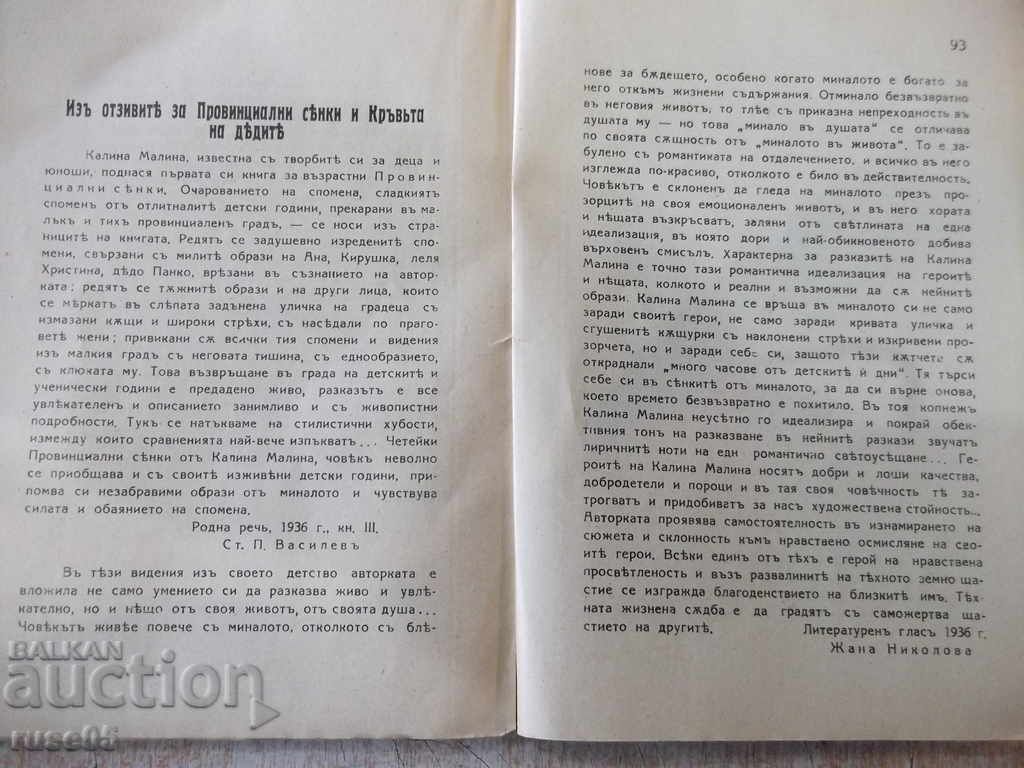 Изъ отзивитѣ за Провинциални сѣнки и Кръвьта
на дѣдитѣ
Калина Малина, известна съ творбитѣ си за деца и
юноши, поднася първата си книга за възрастни Провин-
циални сѣнки. Очарованието на спомена, сладкиятъ
споменъ отъ отлитналитѣ детски години, прекарани въ ма-
лъкъ и тихъ провинциаленъ градъ, — се носи изъ стра-
ницитѣ на книгата. Редятъ се задушевно изреденитѣ спо-
мени, свързани съ милитѣ образи на Ана, Кирушка, леля
Христина, дѣдо Панко, врѣзани въ съзнанието на автор-
ката; редятъ се тѫжнитѣ образи и на други лица, които
се мѣркатъ въ слѣпата задънена уличка на градеца съ
измазани кѫщи и широки стрѣхи, съ насѣдали по праго-
ветѣ жени; привикани сѫ всички тия спомени и видения
изъ малкия градъ съ неговата тишина, съ еднообразието,
съ клюката му. Това възвръщане въ града на детскитѣ и
ученически години е предадено живо, разказътъ е все
увлѣкателенъ и описанието занимливо и съ живописни
подробности. Тукъ се натъкваме на стилистични хубости,
измежду които сравненията най-вече изпъкватъ... Четейки
Провинциални сѣнки отъ Калина Малина, човѣкъ неволно
се приобщава и съ своитѣ изживѣни детски години, при-
помва си незабравими образи отъ миналото и чувствува
силата и обаянието на спомена.
Родна речь, 1936 г., кн. III.
Ст. П. Василевъ
Въ тѣзи видения изъ своето детство авторката е
вложила не само умението си да разказва живо и увлѣ-
кателно, но и нѣщо отъ своя животъ, отъ своята душа...
Човѣкътъ живѣе повече съ миналото, отколкото съ блѣ-
93
нове за бѫдещето, особено когато миналото е богато за
него откъмъ жизнени съдържания. Отминало безвъзвратно
въ неговия животъ, то тлѣе съ приказна непреходность въ
душата му — но това „минало въ душата“ се отличава
по своята сѫщность отъ „миналото въ живота“. То е за-
булено съ романтиката на отдалечението, и всичко въ него
изглежда по-красиво, отколкото е било въ действителность.
Човѣкътъ е склоненъ да гледа на миналото презъ про-
зорцитѣ на своя емоционаленъ животъ, и въ него хората
и нѣщата възкръсватъ, заляни отъ свѣтлината на една
идеализация, въ която дори и най-обикновеното добива
върховенъ смисълъ. Характерна за разказитѣ на Калина
Малина е точно тази романтична идеализация на героитѣ
и нѣщата, колкото и реални и възможни да сѫ нейнитѣ
образи. Калина Малина се връща въ миналото си не само
заради своитѣ герои, не само заради кривата уличка и
сгушенитѣ кѫщурки съ наклонени стрѣхи и изкривени про-
зорчета, но и заради себе си, защото тѣзи кѫтчета сѫ
откраднали „много часове отъ детскитѣ ѝ дни“. Тя търси
себе си въ сѣнкитѣ отъ миналото, за да си върне онова,
което времето безвъзвратно е похитило. Въ тоя копнежъ
Калина Малина неусѣтно го идеализира и покрай обек-
тивния тонъ на разказване въ нейнитѣ разкази звучатъ
лиричнитѣ ноти на едн романтично свѣтоусѣщане.... Ге-
роитѣ на Калина Малина носятъ добри и лоши качества,
добродетели и пороци и въ тая своя човѣчность тѣ за-
трогватъ и придобиватъ за насъ художествена стойность...
Авторката проявява самостоятелность въ изнамирането на
сюжета и склонность къмъ нравствено осмисляне на сво-
итѣ герои. Всѣки единъ отъ тѣхъ е герой на нравствена
просвѣтленость и възъ развалинитѣ на тѣхното земно ща-
стие се изгражда благоденствието на близкитѣ имъ. Тѣх-
ната жизнена сѫдба е да градятъ съ саможертва ща-
стието на другитѣ. Литературенъ гласъ 1936 г.
Жана Николова
BALKAN
auction
ruse05